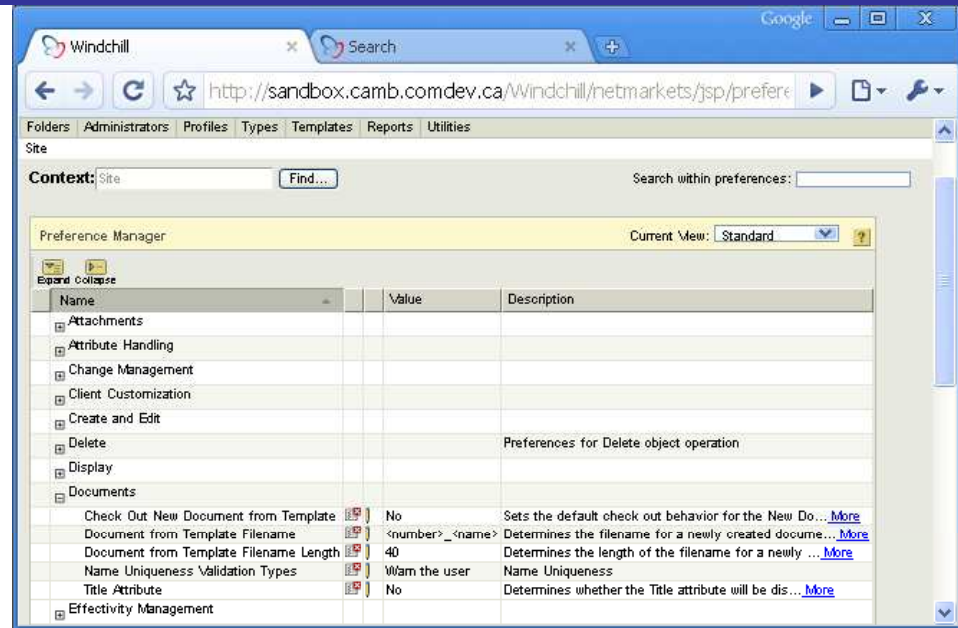 Google
Windchill
Search
http://sandbox.camb.comdev.ca/Windchill/netmarkets/jsp/prefere
Folders Administrators Profiles Types Templates Reports Utilities
Site
Context: Site Find... Search within preferences:
Preference Manager Current View: Standard ?
Expand Collapse
Name Value Description
Attachments
Attribute Handling
Change Management
Client Customization
Create and Edit
Delete Preferences for Delete object operation
Display
Documents
Check Out New Document from Template No Sets the default check out behavior for the New Do... More
Document from Template Filename <number>_<name> Determines the filename for a newly created docume... More
Document from Template Filename Length 40 Determines the length of the filename for a newly ... More
Name Uniqueness Validation Types Warn the user Name Uniqueness
Title Attribute No Determines whether the Title attribute will be dis... More
Effectivity Management